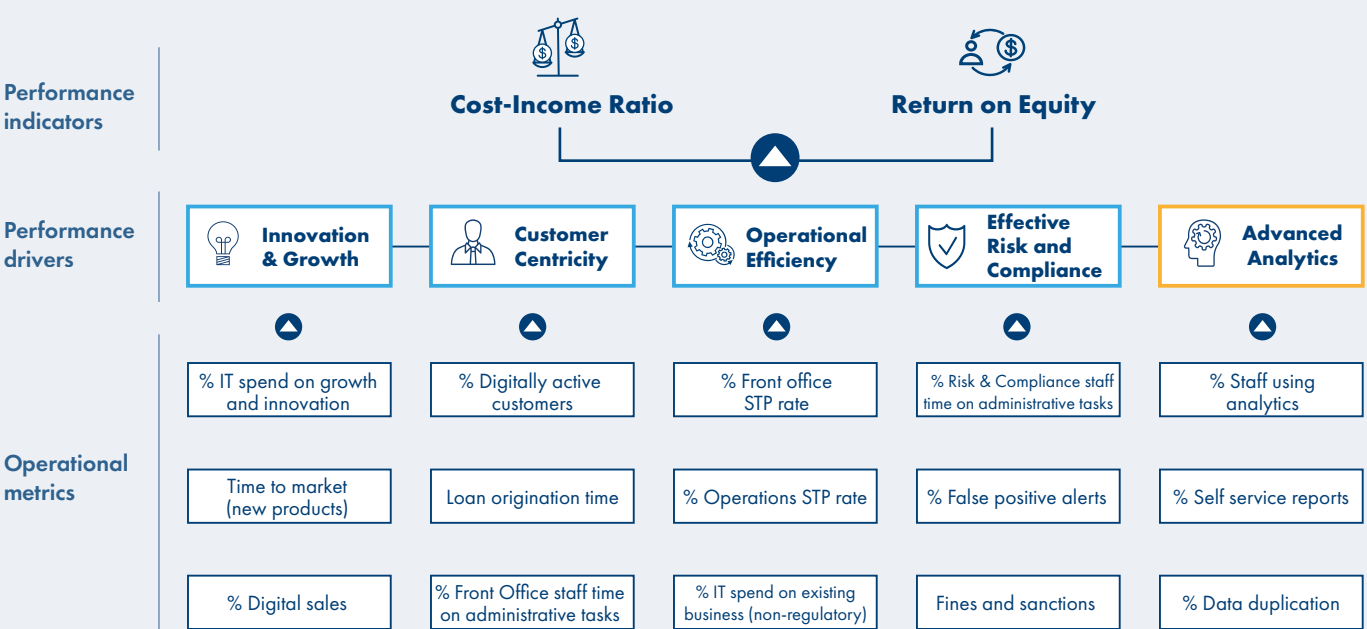 Performance
indicators
$
$
$
Cost-Income Ratio
Return on Equity
Performance
drivers
Innovation
& Growth
Customer
Centricity
Operational
Efficiency
Effective
Risk and
Compliance
Advanced
Analytics
Operational
metrics
% IT spend on growth
and innovation
% Digitally active
customers
% Front office
STP rate
% Risk & Compliance staff
time on administrative tasks
% Staff using
analytics
Time to market
(new products)
Loan origination time
% Operations STP rate
% False positive alerts
% Self service reports
% Digital sales
% Front Office staff time
on administrative tasks
% IT spend on existing
business (non-regulatory)
Fines and sanctions
% Data duplication